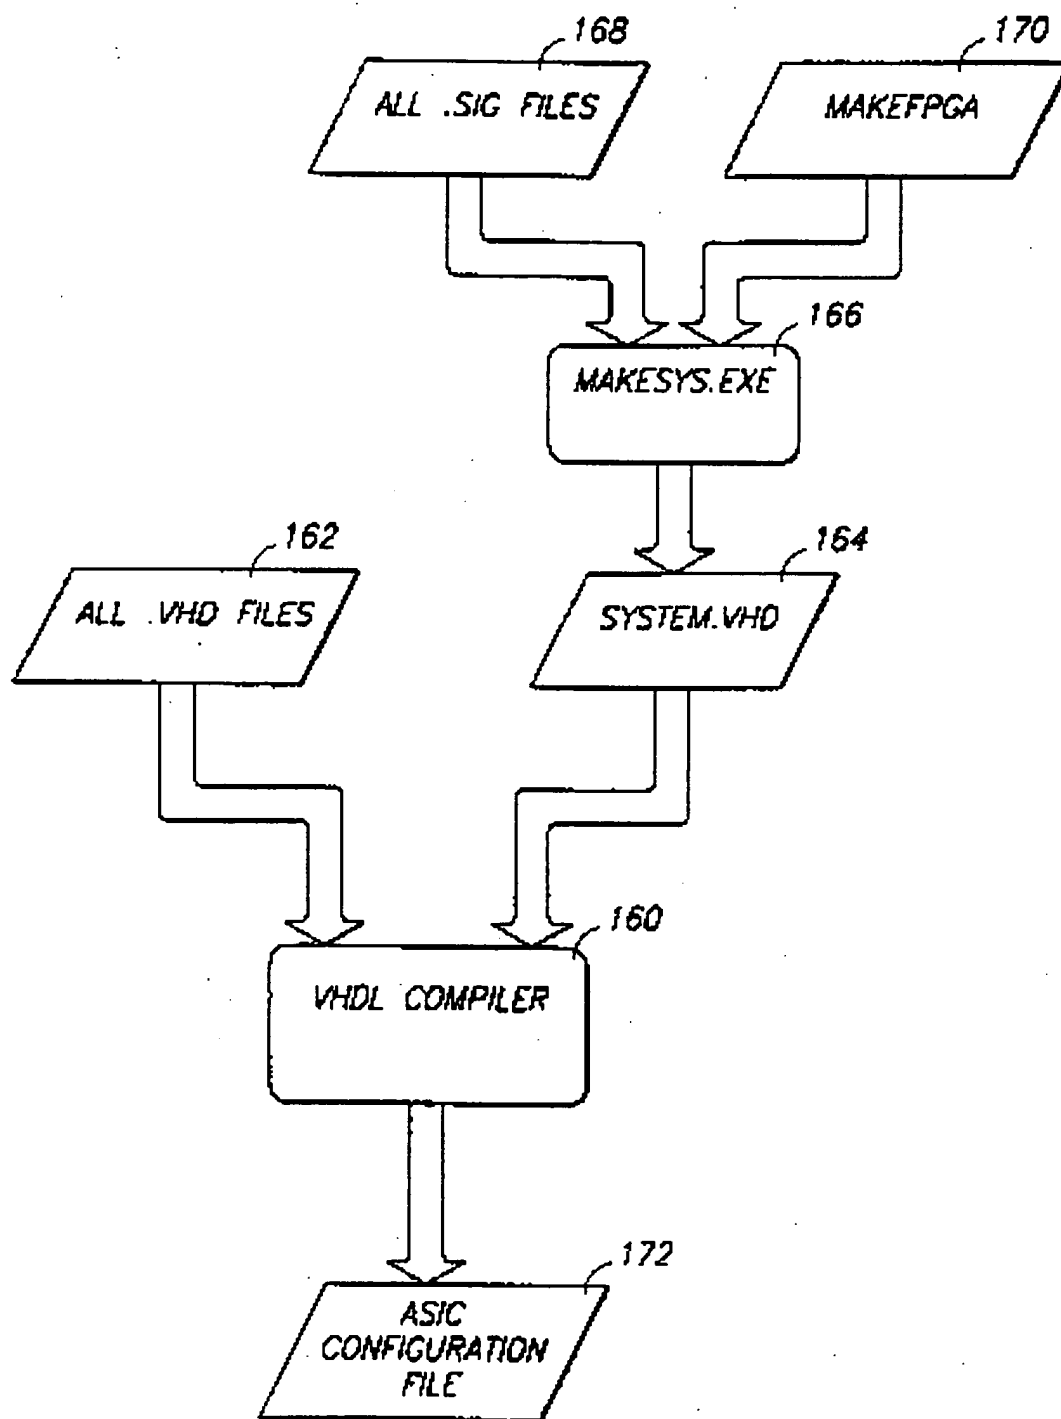 168
170
ALL .SIG FILES
MAKEFPGA
166
MAKESYS.EXE
162
164
ALL .VHD FILES
SYSTEM.VHD
160
VHDL COMPILER
172
ASIC
CONFIGURATION
FILE